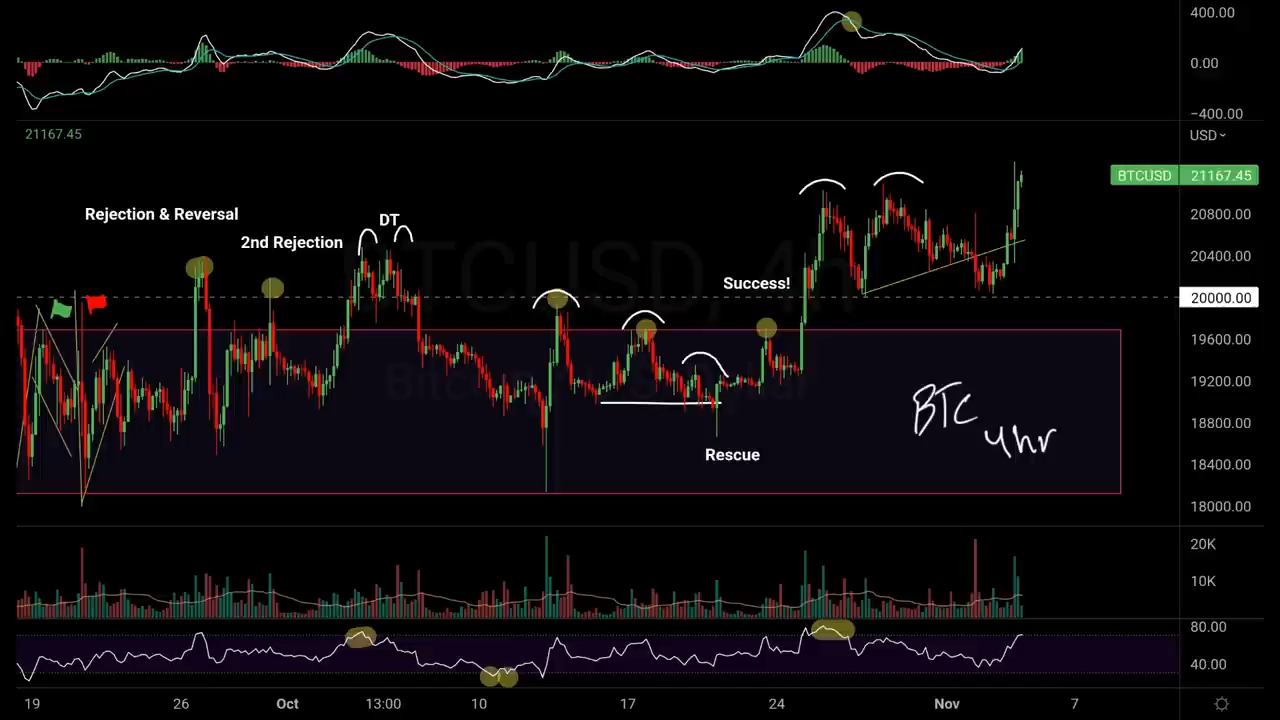 400.00
0.00
−400.00
21167.45
USD
BTCUSD 21167.45
Rejection & Reversal
2nd Rejection
DT
20800.00
20400.00
Success!
20000.00
19600.00
19200.00
BTC
4hr
18800.00
Rescue
18400.00
18000.00
20K
10K
80.00
40.00
19 26 Oct 13:00 10 17 24 Nov 7